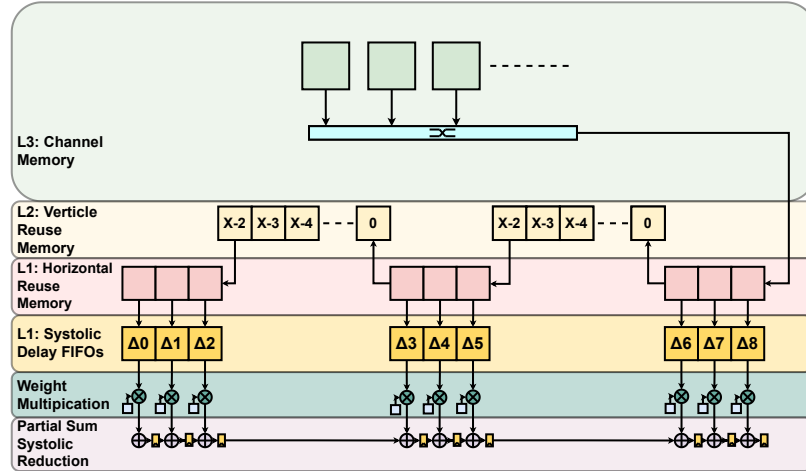 L3: Channel
Memory
L2: Verticle
Reuse
Memory
X-2 X-3 X-4 0 X-2 X-3 X-4 0
L1: Horizontal
Reuse
Memory
L1: Systolic
Delay FIFOs
Δ0 Δ1 Δ2 Δ3 Δ4 Δ5 Δ6 Δ7 Δ8
Weight
Multipication
Partial Sum
Systolic
Reduction